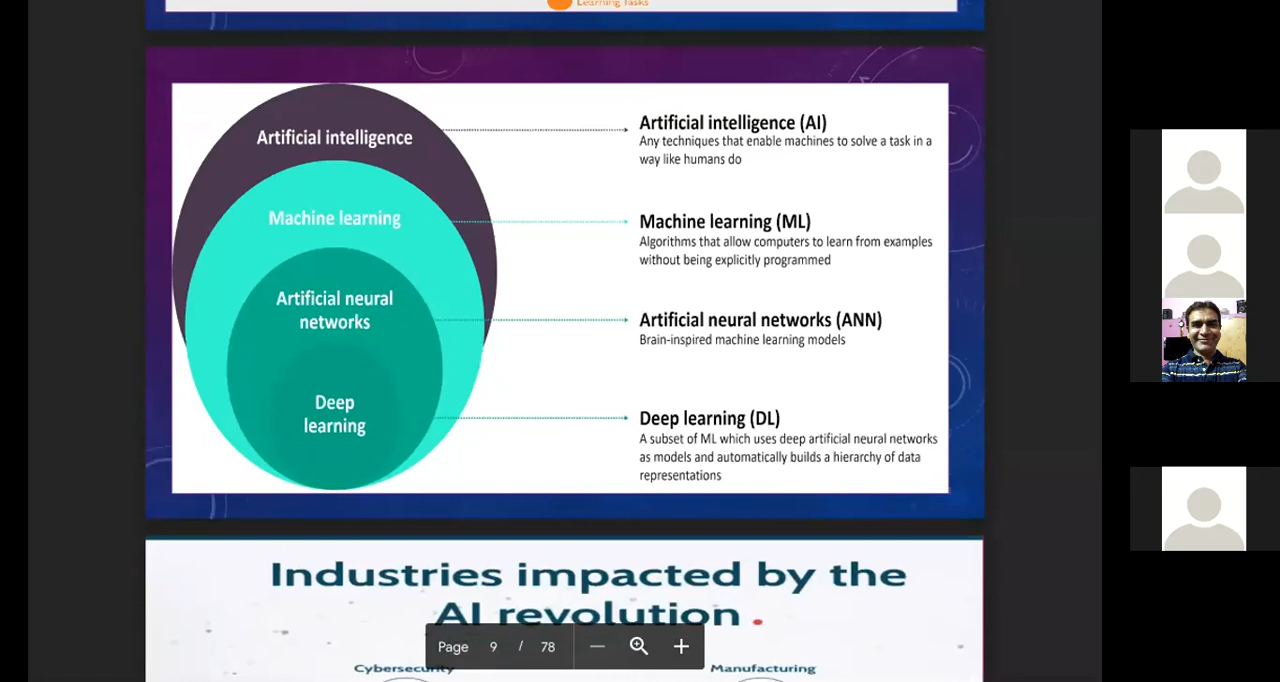 Learning Tasks
Artificial intelligence
Machine learning
Artificial neural
networks
Deep
learning
Artificial intelligence (AI)
Any techniques that enable machines to solve a task in a
way like humans do
Machine learning (ML)
Algorithms that allow computers to learn from examples
without being explicitly programmed
Artificial neural networks (ANN)
Brain-inspired machine learning models
Deep learning (DL)
A subset of ML which uses deep artificial neural networks
as models and automatically builds a hierarchy of data
representations
Industries impacted by the
AI revolution.
Page 9 / 78
Cybersecurity
Manufacturing